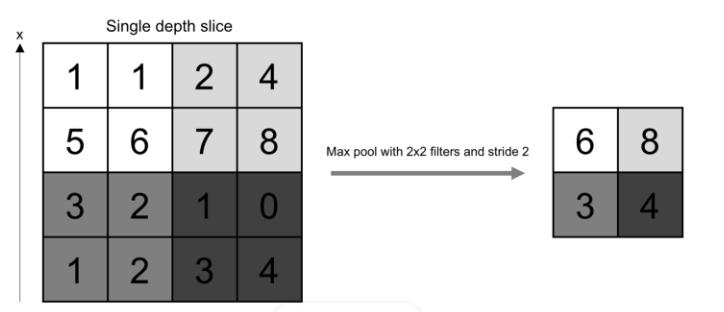 Single depth slice
x
1 1 2 4
5 6 7 8
3 2 1 0
1 2 3 4
Max pool with 2x2 filters and stride 2
6 8
3 4